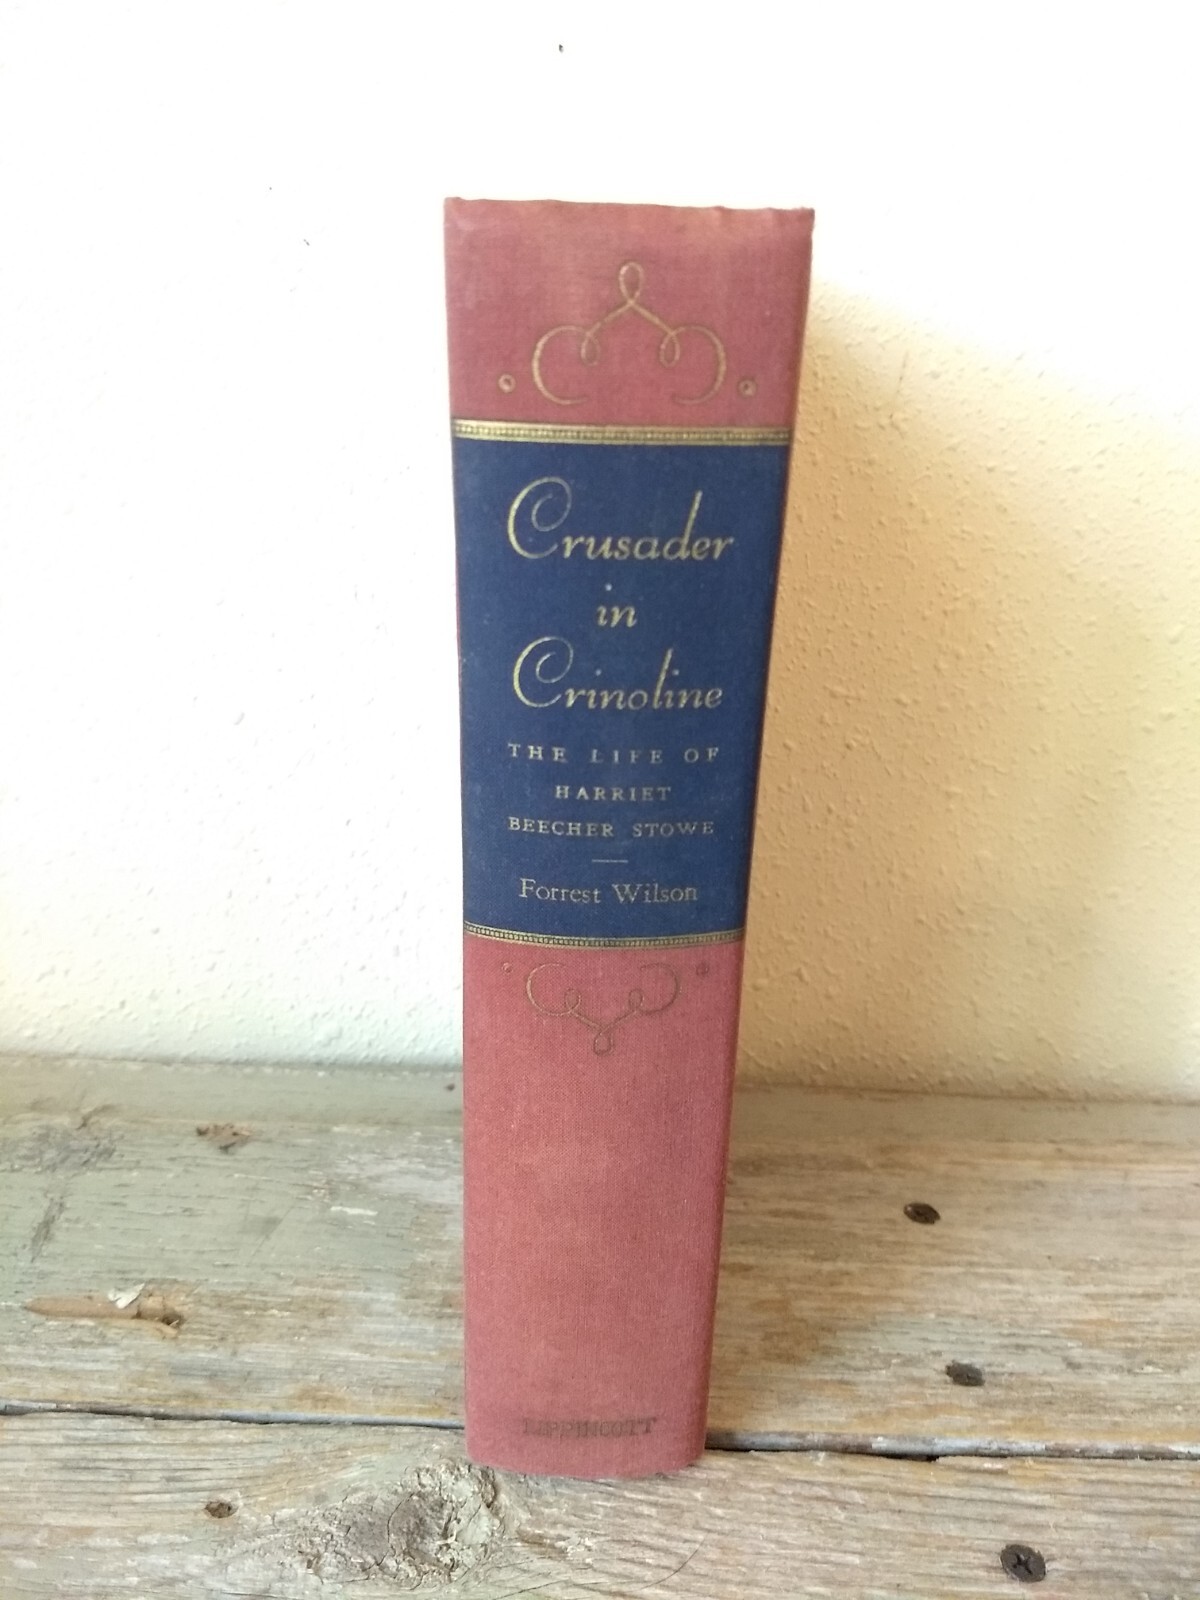 Crusader
in
Crinoline
THE LIFE OF
HARRIET
BEECHER STOWE
Forrest Wilson
LIPPINCOTT